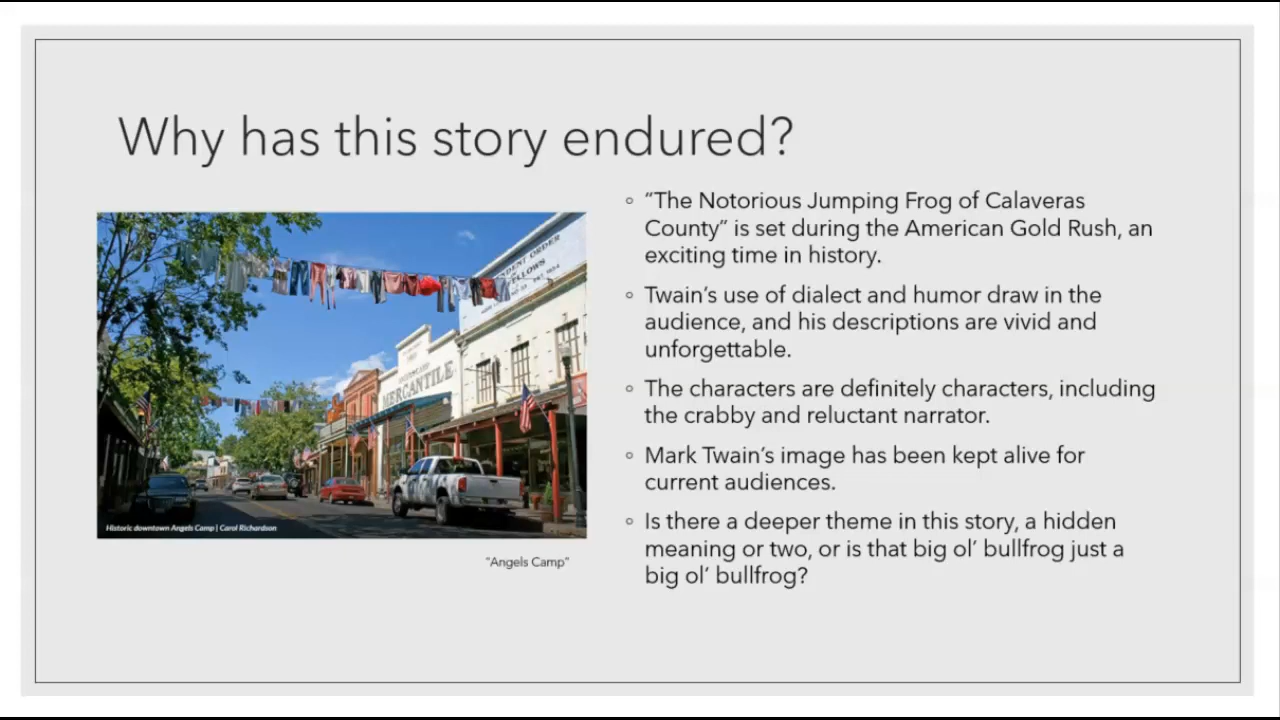 Why has this story endured?
“The Notorious Jumping Frog of Calaveras
County” is set during the American Gold Rush, an
exciting time in history.
Twain’s use of dialect and humor draw in the
audience, and his descriptions are vivid and
unforgettable.
The characters are definitely characters, including
the crabby and reluctant narrator.
Mark Twain’s image has been kept alive for
current audiences.
Is there a deeper theme in this story, a hidden
meaning or two, or is that big ol’ bullfrog just a
big ol’ bullfrog?
ORDER
MERCANTILE
Historic downtown Angels Camp | Carol Richardson
“Angels Camp”